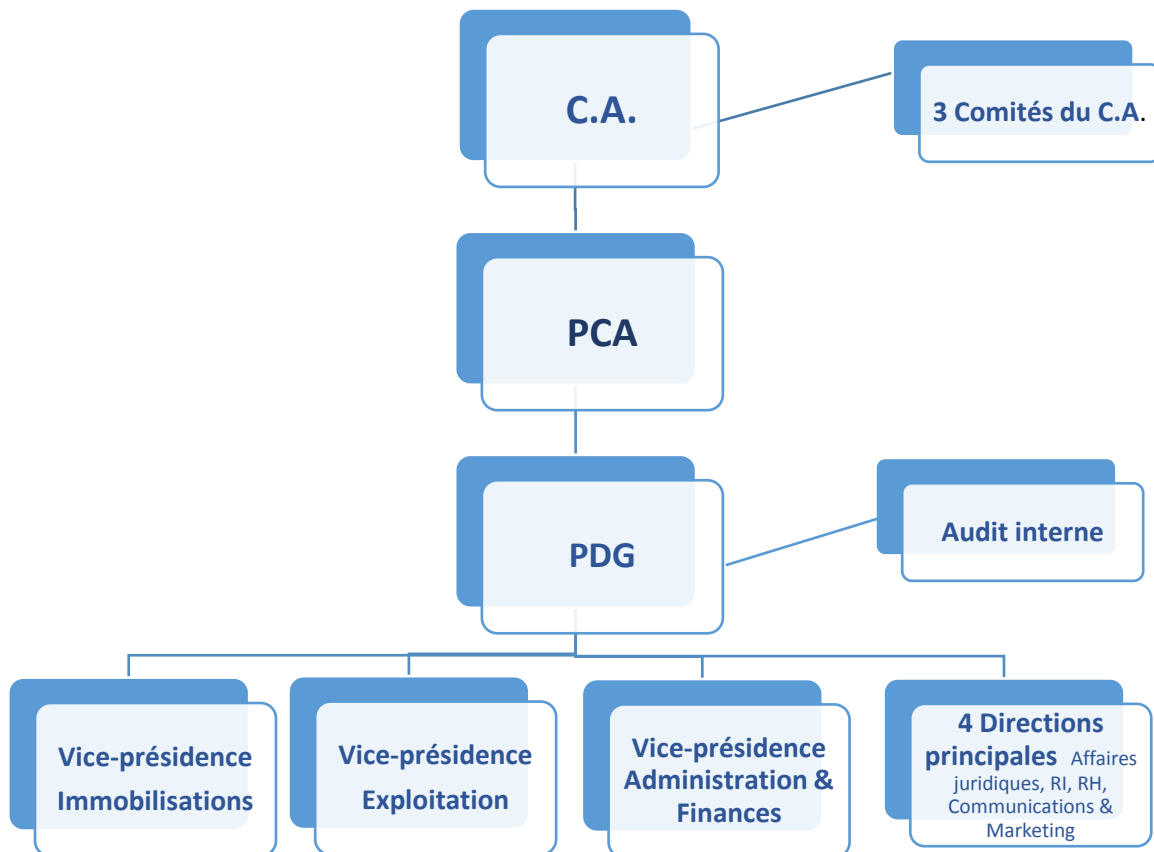 C.A.
3 Comités du C.A.
PCA
PDG
Audit interne
Vice-présidence
Immobilisations
Vice-présidence
Exploitation
Vice-présidence
Administration &
Finances
4 Directions
principales Affaires
juridiques, RI, RH,
Communications &
Marketing